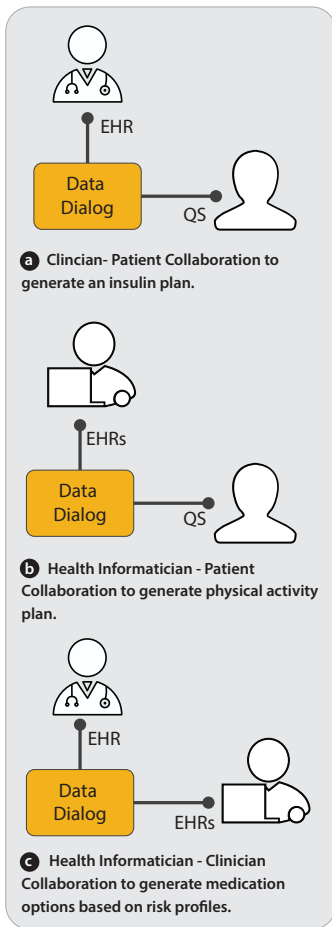 EHR
Data
Dialog
QS
a Clincian- Patient Collaboration to
generate an insulin plan.
EHRs
Data
Dialog
QS
b Health Informatician - Patient
Collaboration to generate physical activity
plan.
EHR
Data
Dialog
EHRs
c Health Informatician - Clinician
Collaboration to generate medication
options based on risk profiles.